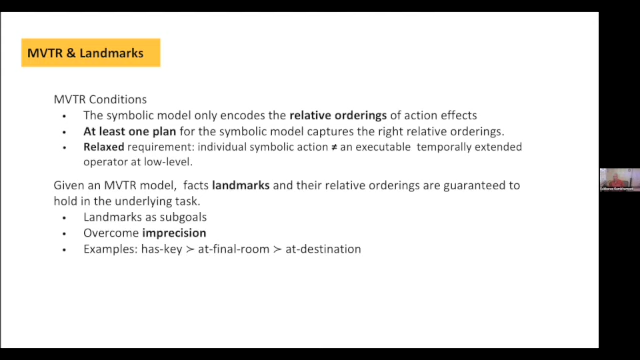 MVTR & Landmarks
MVTR Conditions
• The symbolic model only encodes the relative orderings of action effects
• At least one plan for the symbolic model captures the right relative orderings.
• Relaxed requirement: individual symbolic action ≠ an executable temporally extended
operator at low-level.
Given an MVTR model, facts landmarks and their relative orderings are guaranteed to
hold in the underlying task.
• Landmarks as subgoals
• Overcome imprecision
• Examples: has-key ≻ at-final-room ≻ at-destination